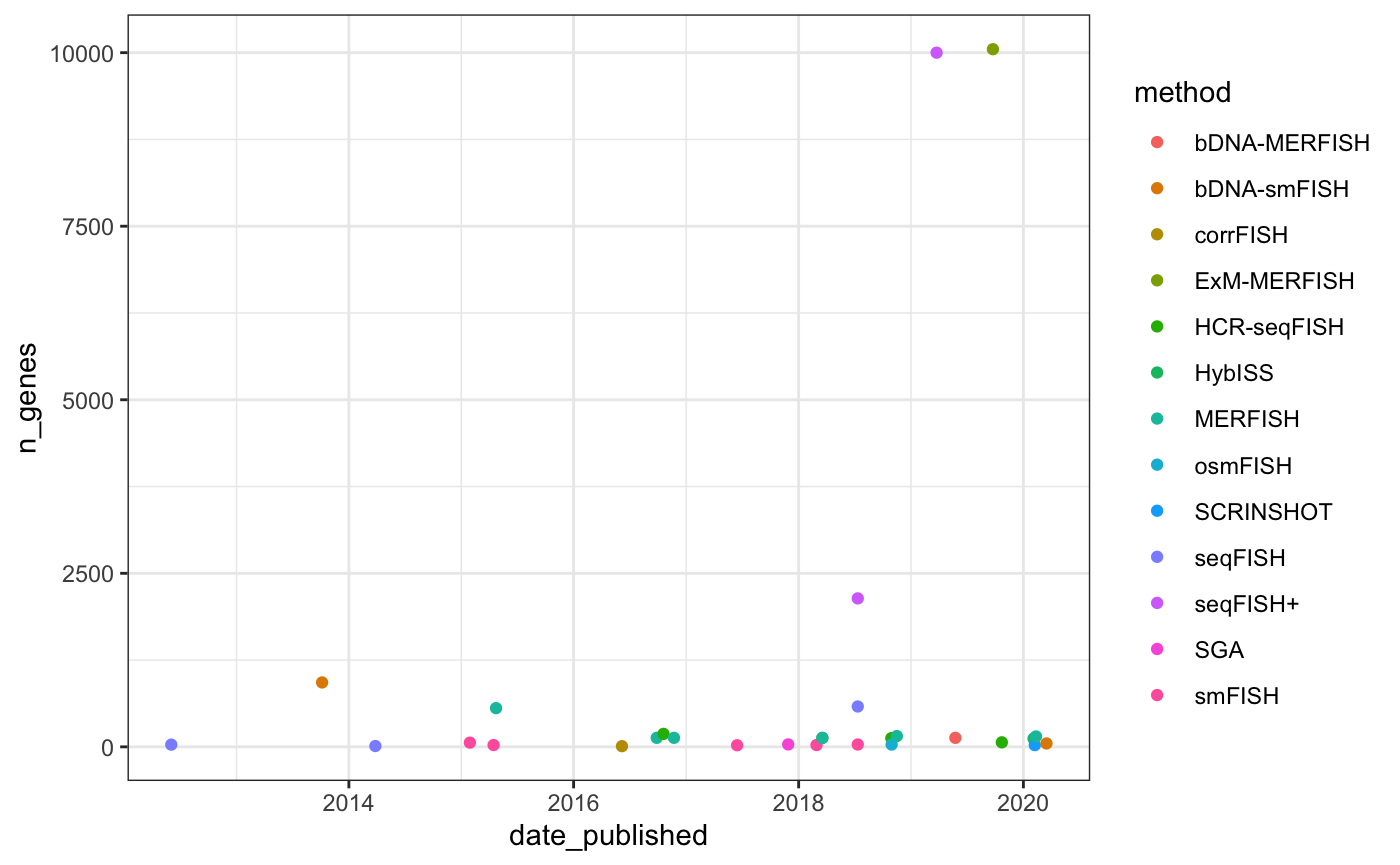 10000
7500
5000
2500
0
n_genes
2014 2016 2018 2020
date_published
method
bDNA-MERFISH
bDNA-smFISH
corrFISH
ExM-MERFISH
HCR-seqFISH
HybISS
MERFISH
osmFISH
SCRINSHOT
seqFISH
seqFISH+
SGA
smFISH